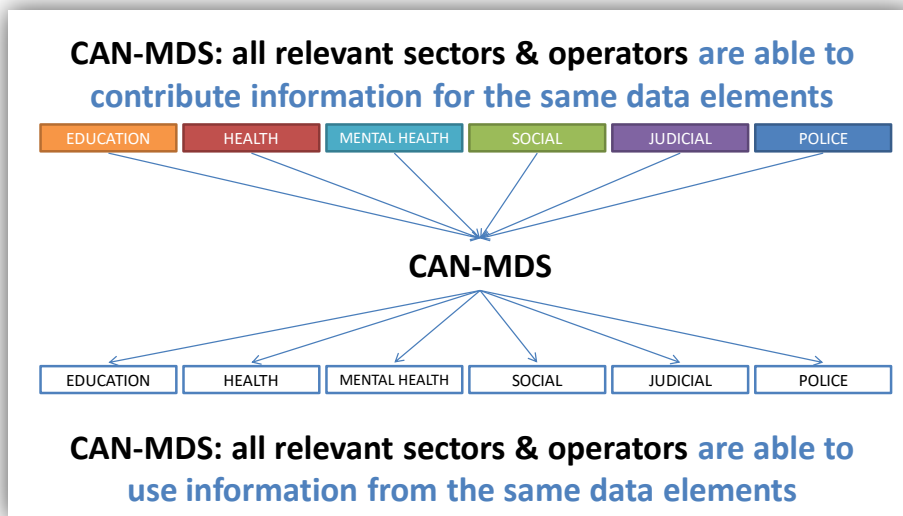 CAN-MDS: all relevant sectors & operators are able to
contribute information for the same data elements
EDUCATION HEALTH MENTAL HEALTH SOCIAL JUDICIAL POLICE
CAN-MDS
EDUCATION HEALTH MENTAL HEALTH SOCIAL JUDICIAL POLICE
CAN-MDS: all relevant sectors & operators are able to
use information from the same data elements